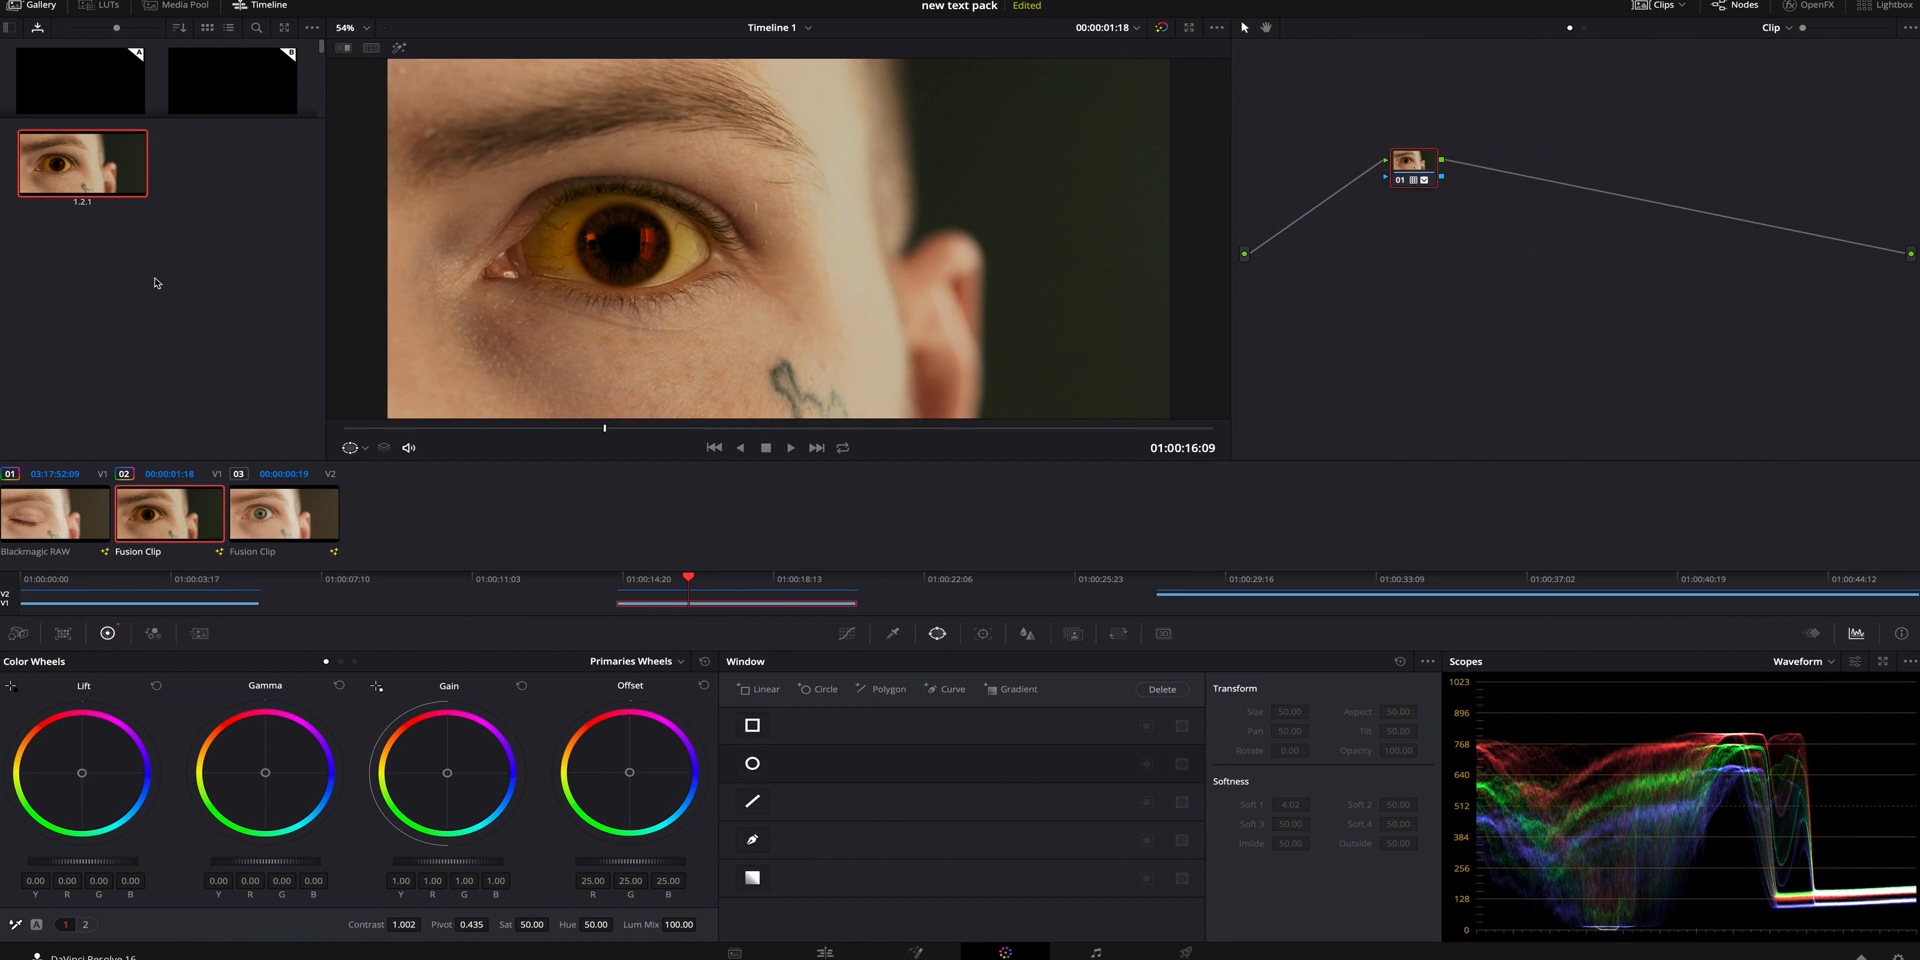 Gallery LUTs Media Pool Timeline new text pack Edited Clips Nodes OpenFX Lightbox
54% Timeline 1 00:00:01:18 Clip
A B
1.2.1
01
01:00:16:09
01 03:17:52:09 V1 02 00:00:01:18 V1 03 00:00:00:19 V2
Blackmagic RAW Fusion Clip Fusion Clip
01:00:00:00 01:00:03:17 01:00:07:10 01:00:11:03 01:00:14:20 01:00:18:13 01:00:22:06 01:00:25:23 01:00:29:16 01:00:33:09 01:00:37:02 01:00:40:19 01:00:44:12
V2
V1
Color Wheels Primaries Wheels Window Scopes Waveform
Lift Gamma Gain Offset
Linear Circle Polygon Curve Gradient Delete
Transform
Size 50.00 Aspect 50.00
Pan 50.00 Tilt 50.00
Rotate 0.00 Opacity 100.00
Softness
Soft 1 4.02 Soft 2 50.00
Soft 3 50.00 Soft 4 50.00
Inside 50.00 Outside 50.00
1023
896
768
640
512
384
256
128
0
0.00 0.00 0.00 0.00 0.00 0.00 0.00 0.00 1.00 1.00 1.00 1.00 25.00 25.00 25.00
Y R G B Y R G B Y R G B R G B
A 1 2 Contrast 1.002 Pivot 0.435 Sat 50.00 Hue 50.00 Lum Mix 100.00
DaVinci Resolve 16